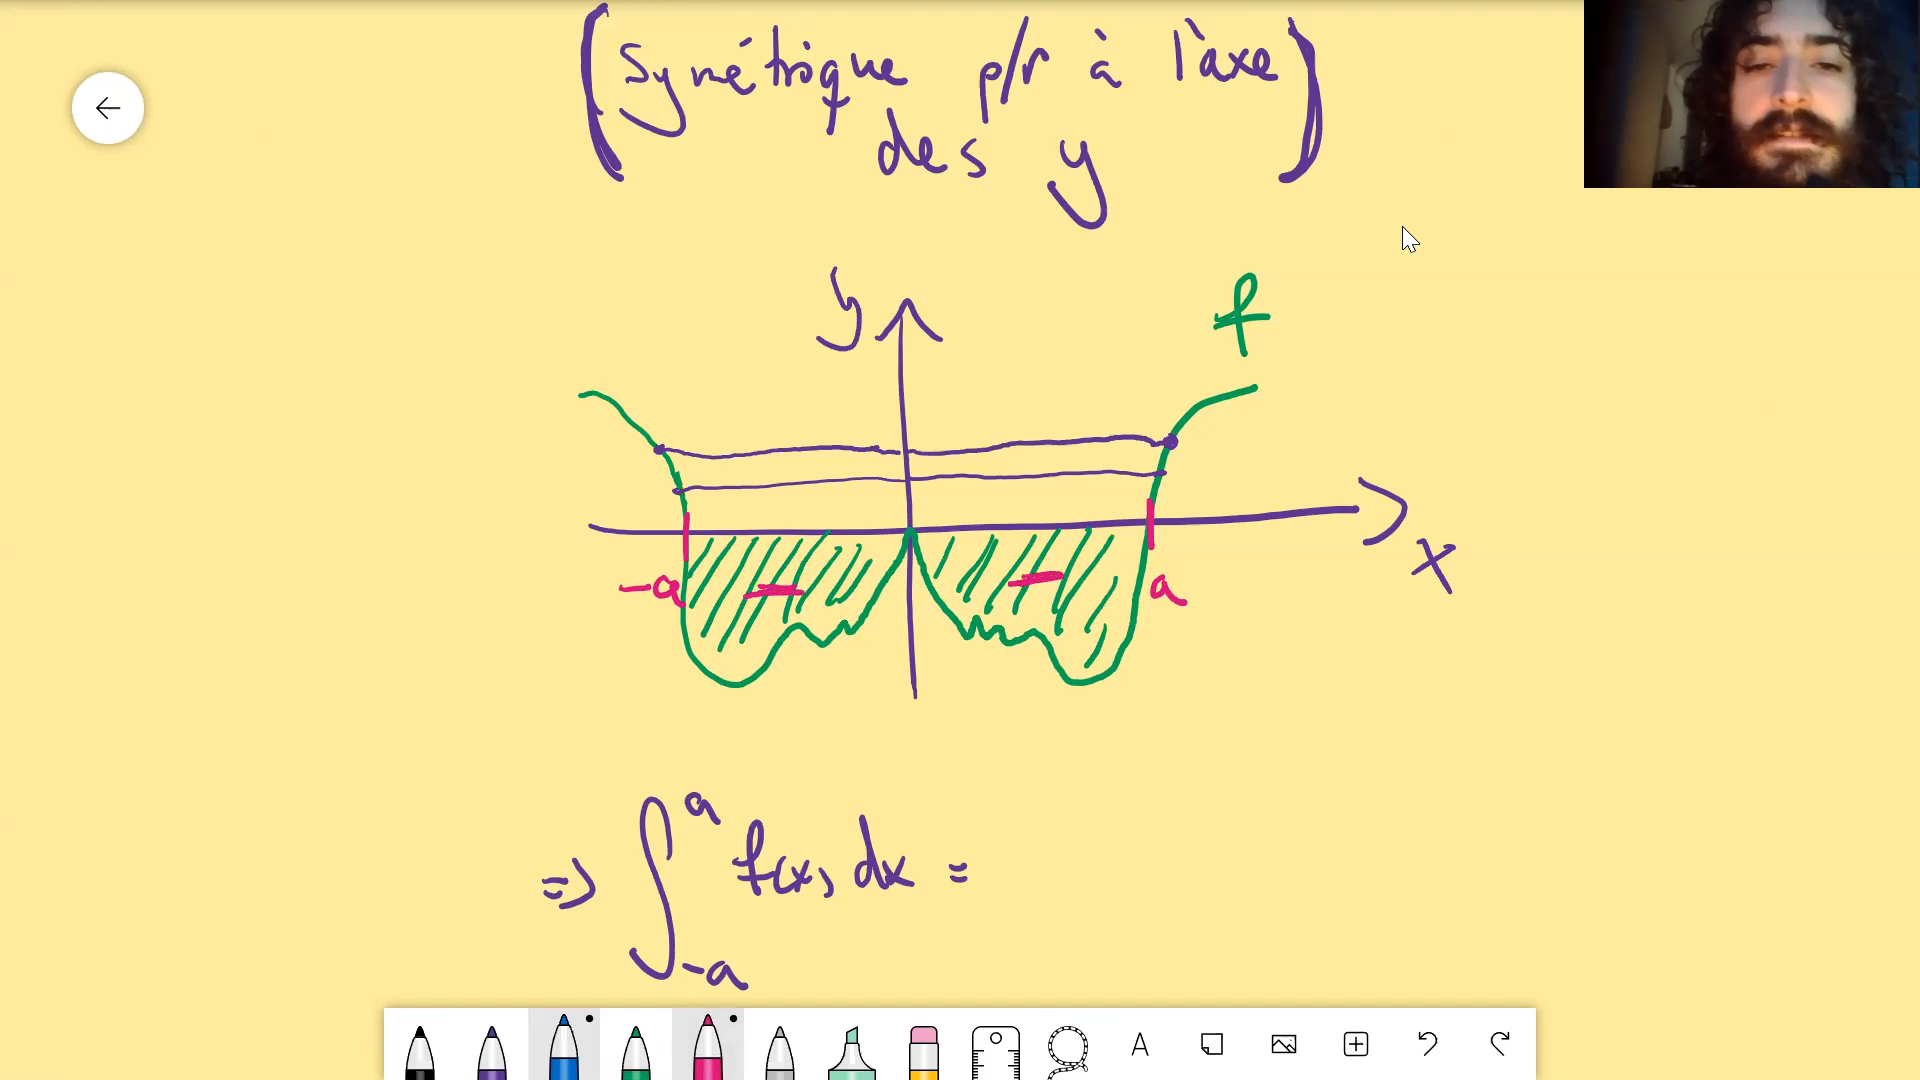 (Symétrique p/r à l'axe
des y)
y
f
x
-a
a
-
-
=> ∫_{-a}^{a} f(x) dx =
A